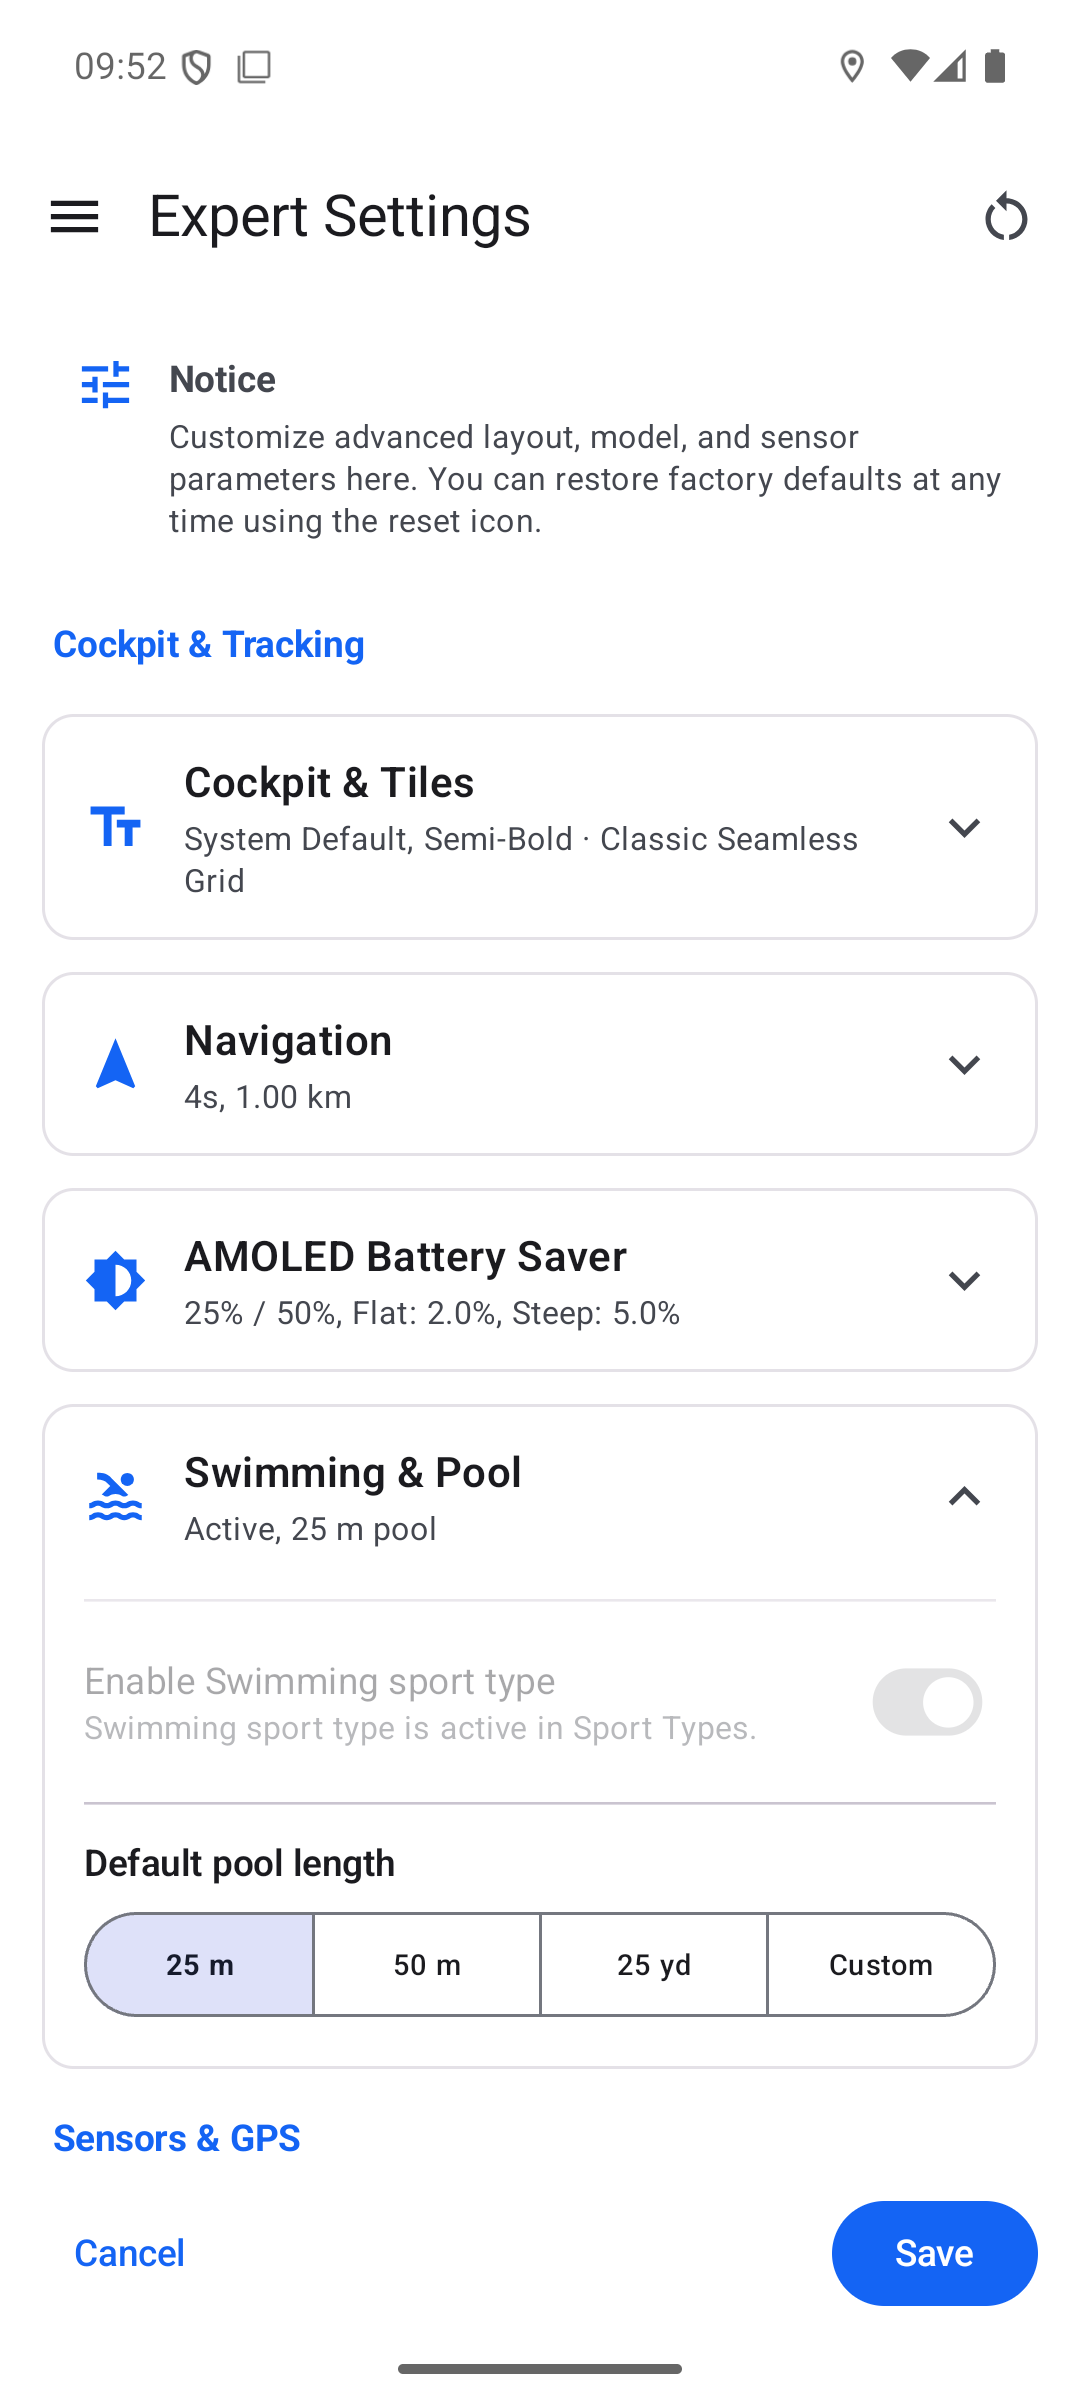 09:52
Expert Settings
Notice
Customize advanced layout, model, and sensor
parameters here. You can restore factory defaults at any
time using the reset icon.
Cockpit & Tracking
Cockpit & Tiles
System Default, Semi-Bold · Classic Seamless
Grid
Navigation
4s, 1.00 km
AMOLED Battery Saver
25% / 50%, Flat: 2.0%, Steep: 5.0%
Swimming & Pool
Active, 25 m pool
Enable Swimming sport type
Swimming sport type is active in Sport Types.
Default pool length
25 m 50 m 25 yd Custom
Sensors & GPS
Cancel Save